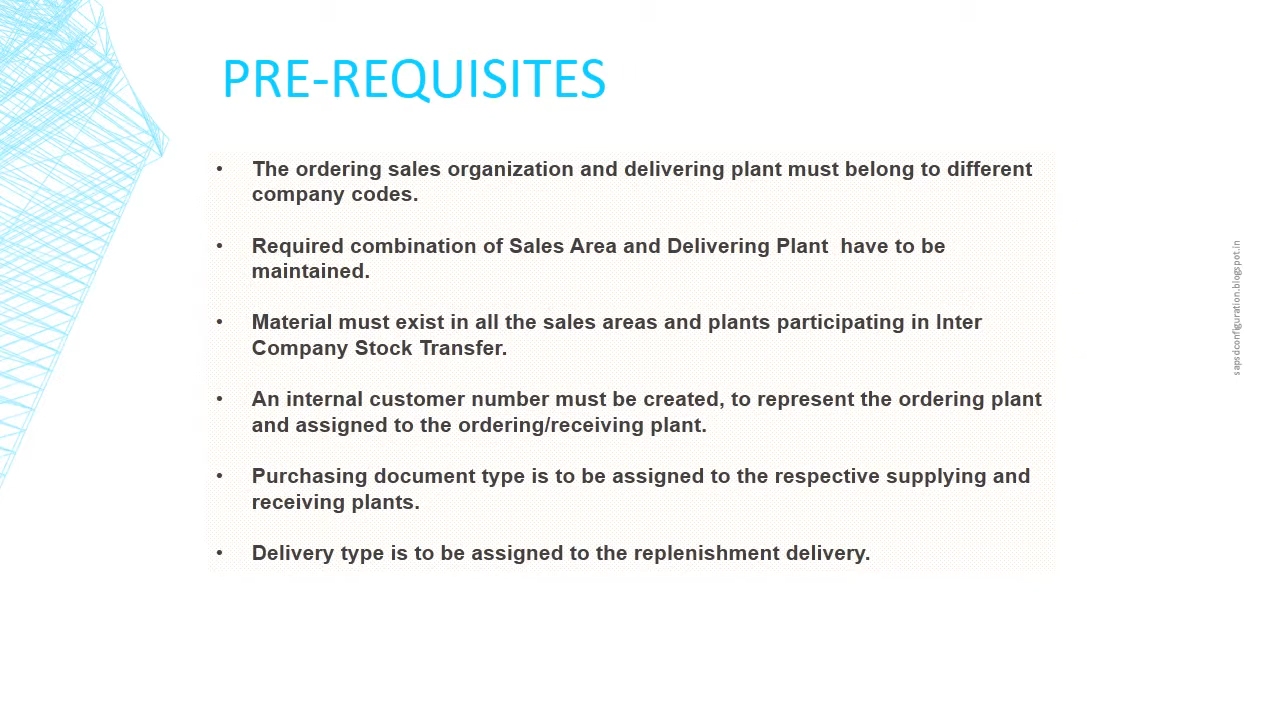 PRE-REQUISITES
• The ordering sales organization and delivering plant must belong to different
company codes.
• Required combination of Sales Area and Delivering Plant  have to be
maintained.
• Material must exist in all the sales areas and plants participating in Inter
Company Stock Transfer.
• An internal customer number must be created, to represent the ordering plant
and assigned to the ordering/receiving plant.
• Purchasing document type is to be assigned to the respective supplying and
receiving plants.
• Delivery type is to be assigned to the replenishment delivery.
sapsdconfiguration.blogspot.in